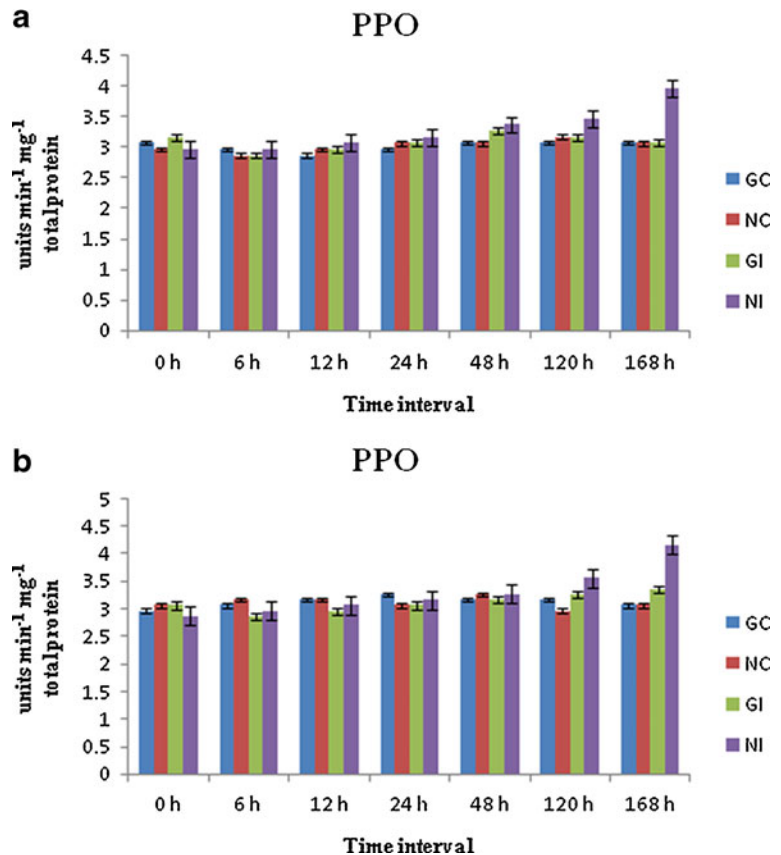 a
PPO
units min-1 mg-1
total protein
4.5
4
3.5
3
2.5
2
1.5
1
0.5
0
0 h
6 h
12 h
24 h
48 h
120 h
168 h
Time interval
GC
NC
GI
NI
b
PPO
units min-1 mg-1
total protein
5
4.5
4
3.5
3
2.5
2
1.5
1
0.5
0
0 h
6 h
12 h
24 h
48 h
120 h
168 h
Time interval
GC
NC
GI
NI